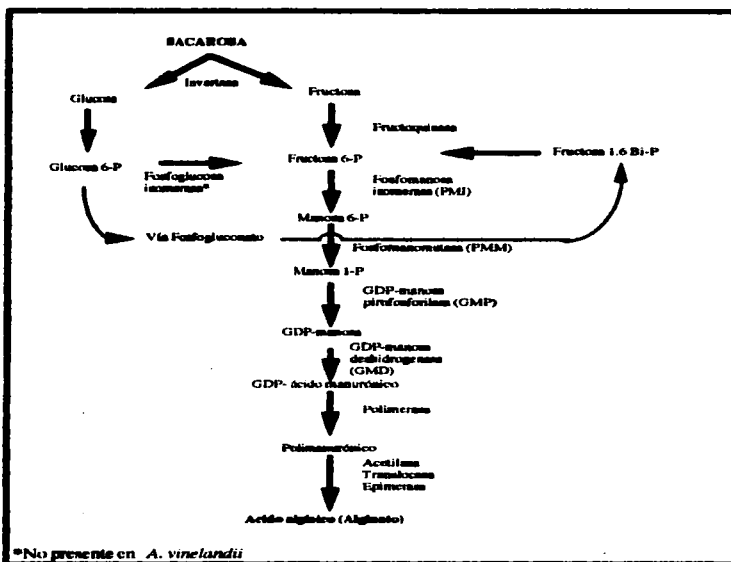 SACAROSA
Invertasa
Glucosa
Fructosa
Fructoquinasa
Glucosa 6-P
Fosfoglucosa
isomerasa*
Fructosa 6-P
Fructosa 1,6 Bi-P
Fosfomanosa
isomerasa (PMI)
Manosa 6-P
Vía Fosfogluconato
Fosfomanomutasa (PMM)
Manosa 1-P
GDP-manosa
pirofosforilasa (GMP)
GDP-manosa
GDP-manosa
deshidrogenasa
(GMD)
GDP- ácido manurónico
Polimerasa
Polimanurónico
Acetilasa
Translocasa
Epimerasa
Acido algínico (Alginato)
*No presente en A. vinelandii